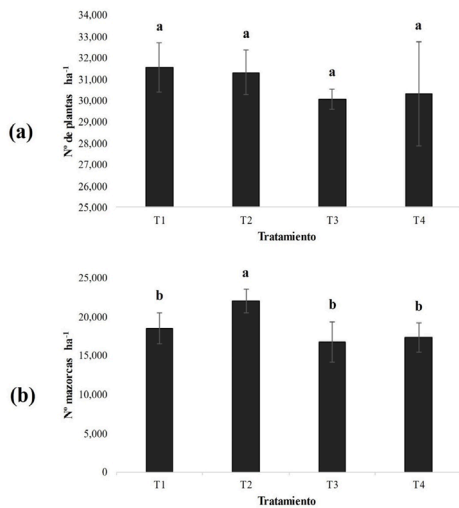 (a)
Nº de plantas ha⁻¹
34,000
33,000
32,000
31,000
30,000
29,000
28,000
27,000
26,000
25,000
a
a
a
a
T1
T2
T3
T4
Tratamiento
(b)
Nº mazorcas ha⁻¹
25,000
20,000
15,000
10,000
5,000
0
b
a
b
b
T1
T2
T3
T4
Tratamiento